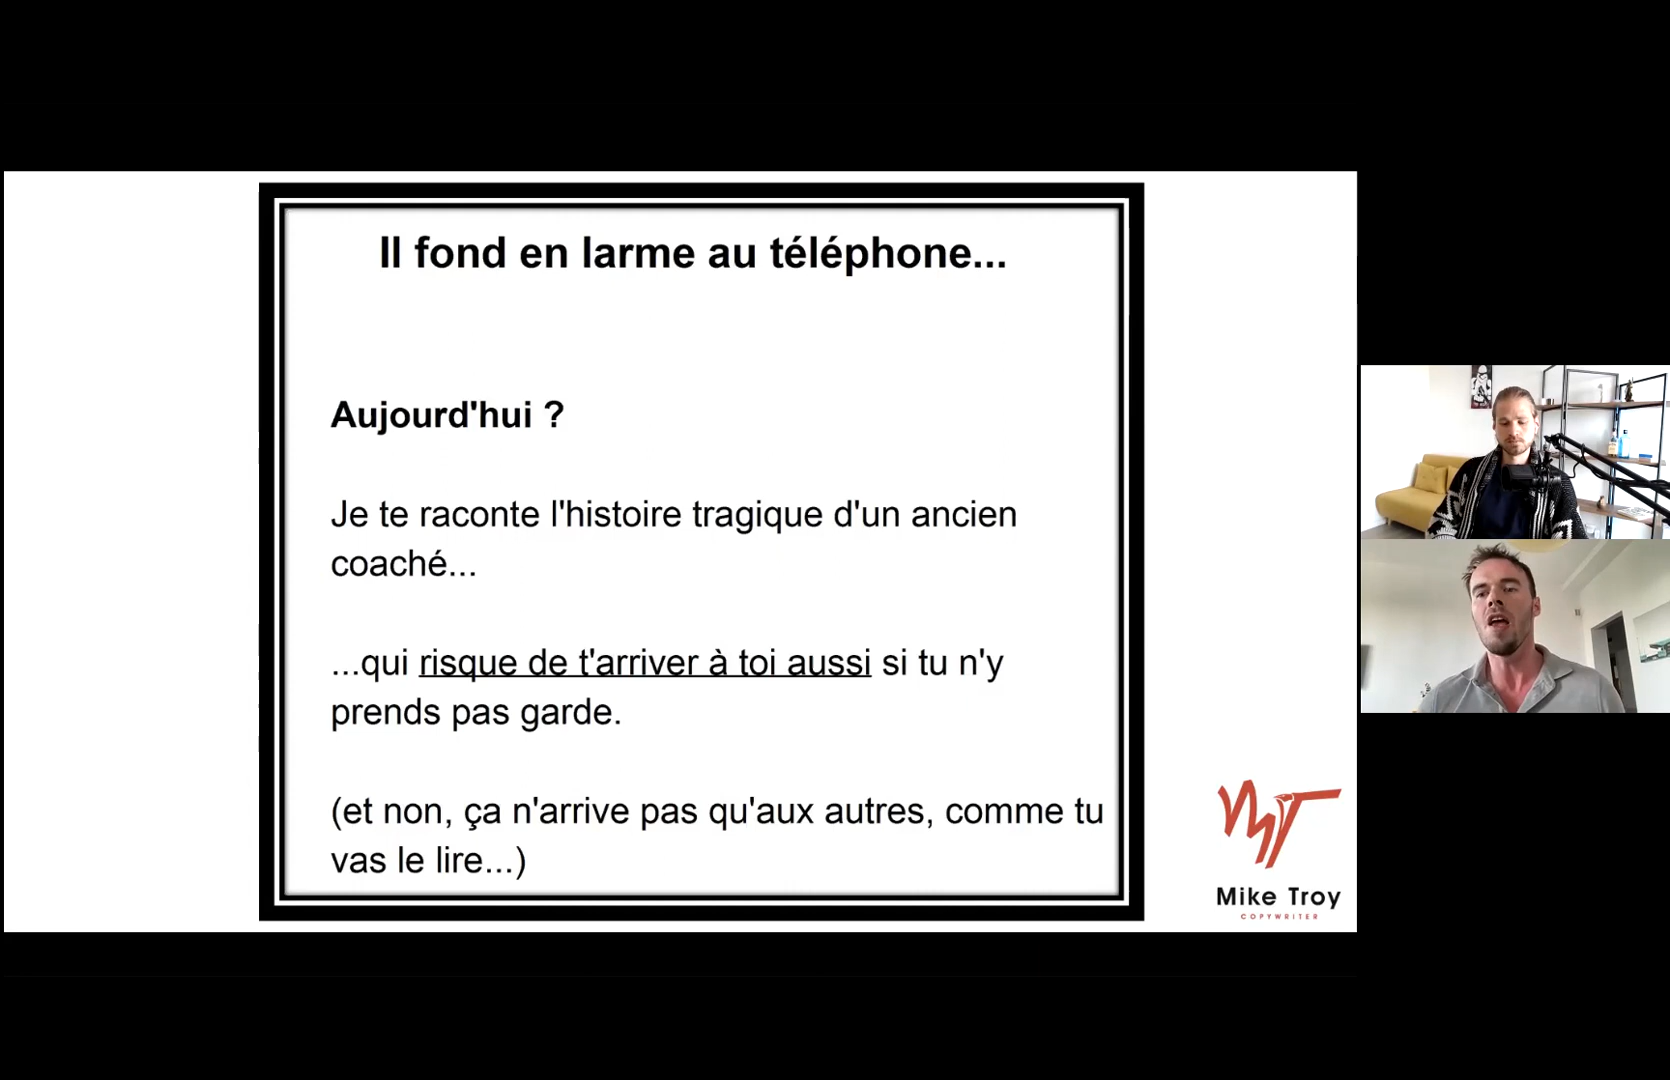 Il fond en larme au téléphone...
Aujourd'hui ?
Je te raconte l'histoire tragique d'un ancien
coaché...
...qui risque de t'arriver à toi aussi si tu n'y
prends pas garde.
(et non, ça n'arrive pas qu'aux autres, comme tu
vas le lire...)
MT
Mike Troy
COPYWRITER